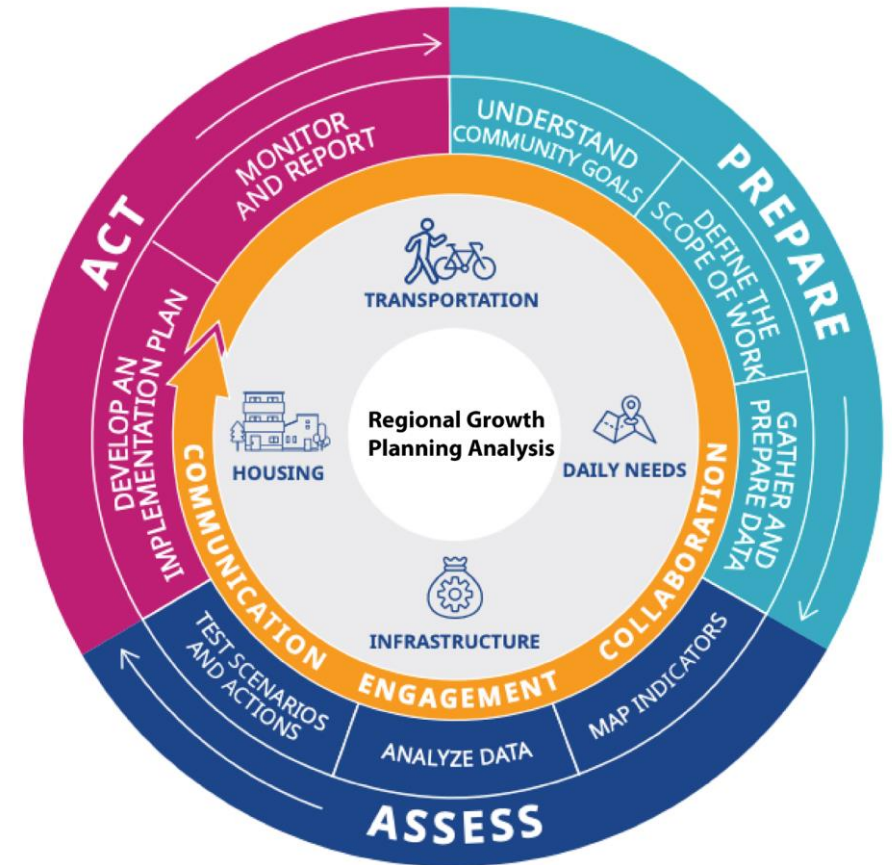 ACT
MONITOR
AND REPORT
DEVELOP AN
IMPLEMENTATION PLAN
PREPARE
UNDERSTAND
COMMUNITY GOALS
DEFINE THE
SCOPE OF WORK
GATHER AND
PREPARE DATA
TRANSPORTATION
Regional Growth
Planning Analysis
HOUSING
DAILY NEEDS
INFRASTRUCTURE
COMMUNICATION
ENGAGEMENT
COLLABORATION
MAP INDICATORS
ANALYZE DATA
TEST SCENARIOS
AND ACTIONS
ASSESS